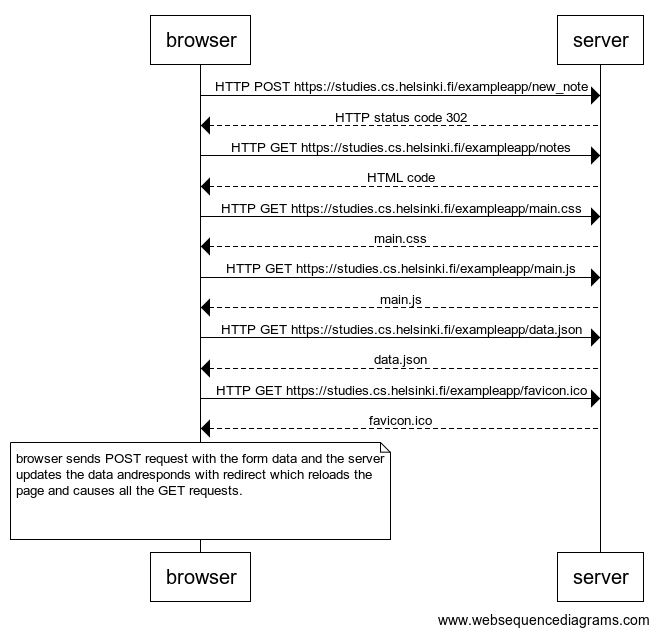 browser server
HTTP POST https://studies.cs.helsinki.fi/exampleapp/new_note
HTTP status code 302
HTTP GET https://studies.cs.helsinki.fi/exampleapp/notes
HTML code
HTTP GET https://studies.cs.helsinki.fi/exampleapp/main.css
main.css
HTTP GET https://studies.cs.helsinki.fi/exampleapp/main.js
main.js
HTTP GET https://studies.cs.helsinki.fi/exampleapp/data.json
data.json
HTTP GET https://studies.cs.helsinki.fi/exampleapp/favicon.ico
favicon.ico
browser sends POST request with the form data and the server
updates the data andresponds with redirect which reloads the
page and causes all the GET requests.
browser server
www.websequencediagrams.com